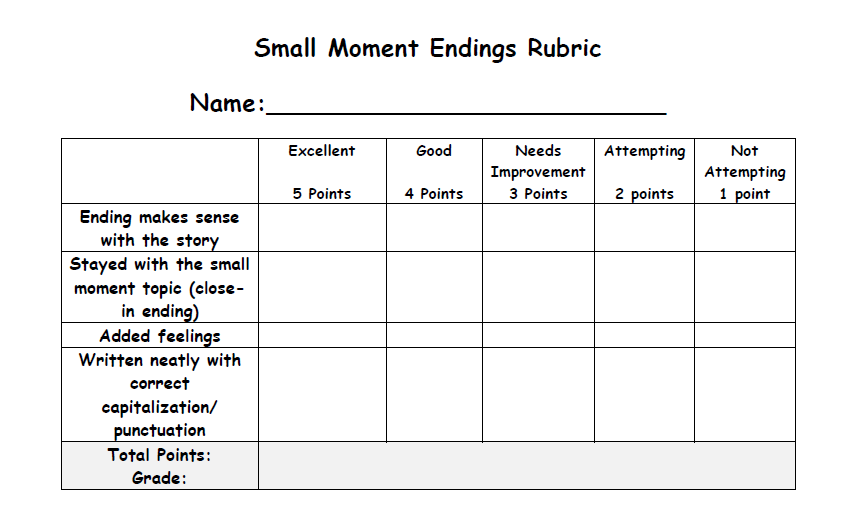 Small Moment Endings Rubric
Name:
Excellent
5 Points
Good
4 Points
Needs
Improvement
3 Points
Attempting
2 points
Not
Attempting
1 point
Ending makes sense
with the story
Stayed with the small
moment topic (close-
in ending)
Added feelings
Written neatly with
correct
capitalization/
punctuation
Total Points:
Grade: